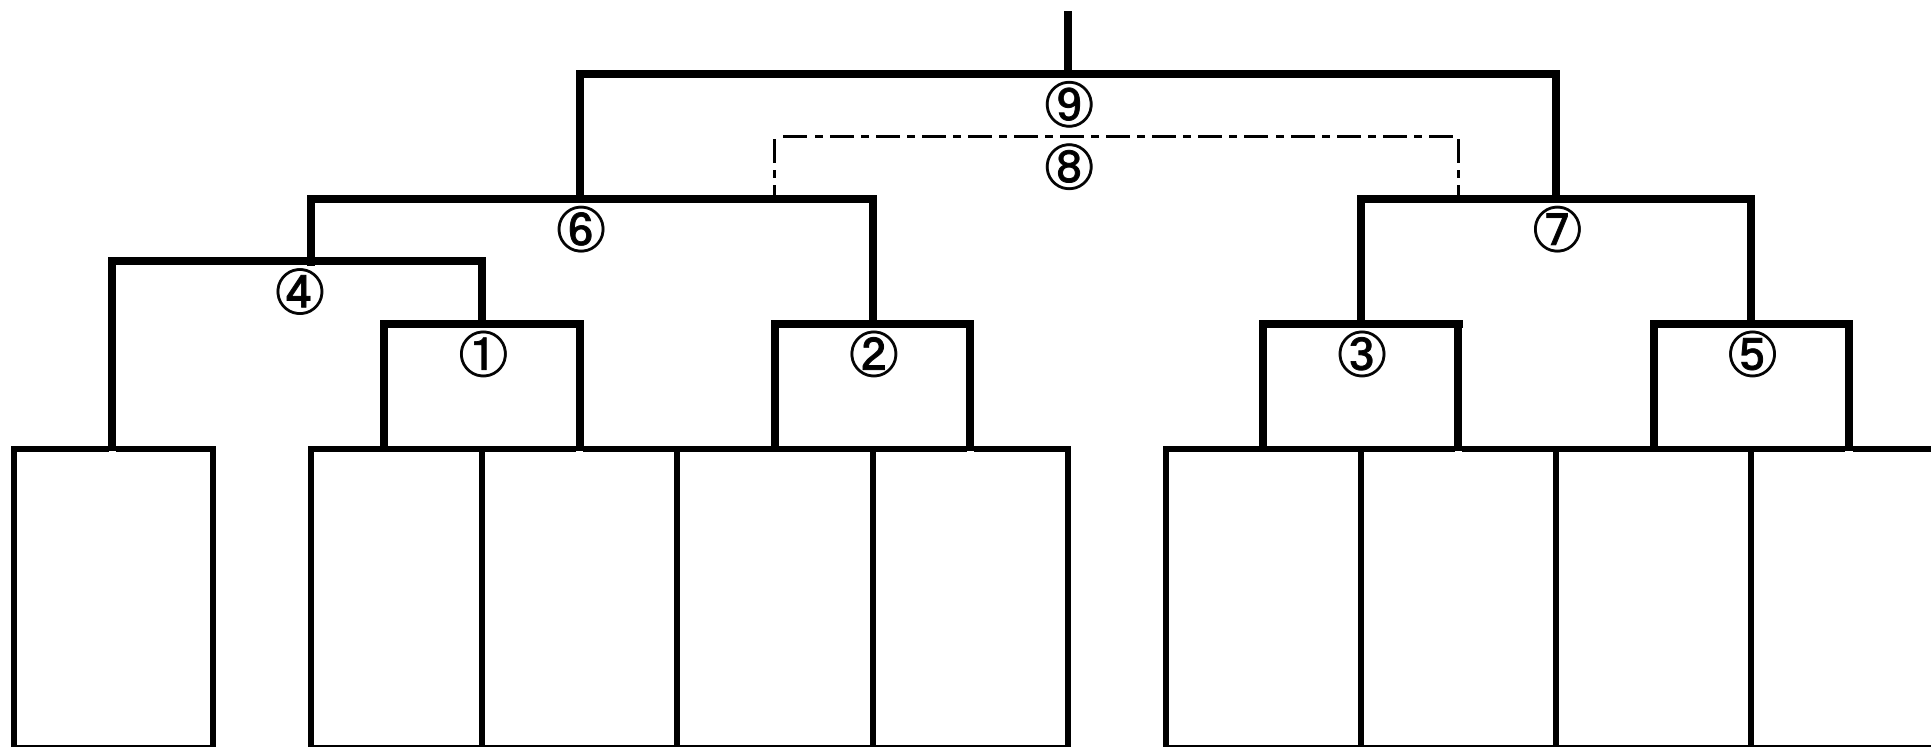 ⑨
⑧
⑥ ⑦
④
① ② ③ ⑤